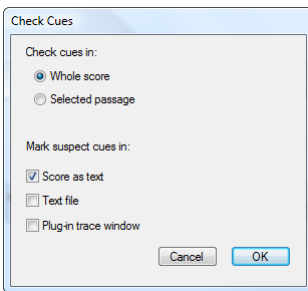 Check Cues
Check cues in:
Whole score
Selected passage
Mark suspect cues in:
Score as text
Text file
Plug-in trace window
Cancel OK